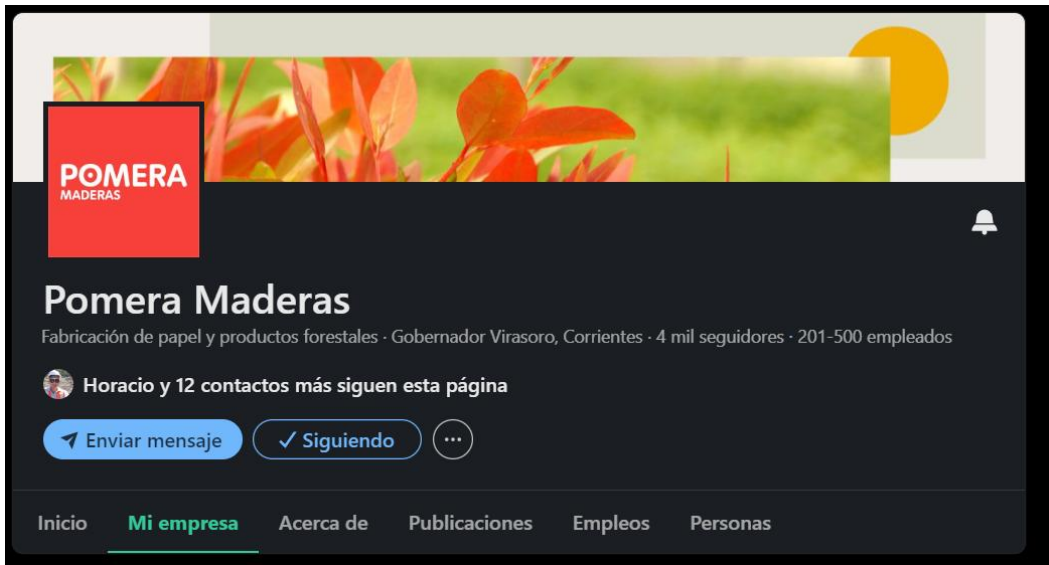 POMERA
MADERAS
Pomera Maderas
Fabricación de papel y productos forestales · Gobernador Virasoro, Corrientes · 4 mil seguidores · 201-500 empleados
Horacio y 12 contactos más siguen esta página
Enviar mensaje ✓ Siguiendo ···
Inicio Mi empresa Acerca de Publicaciones Empleos Personas